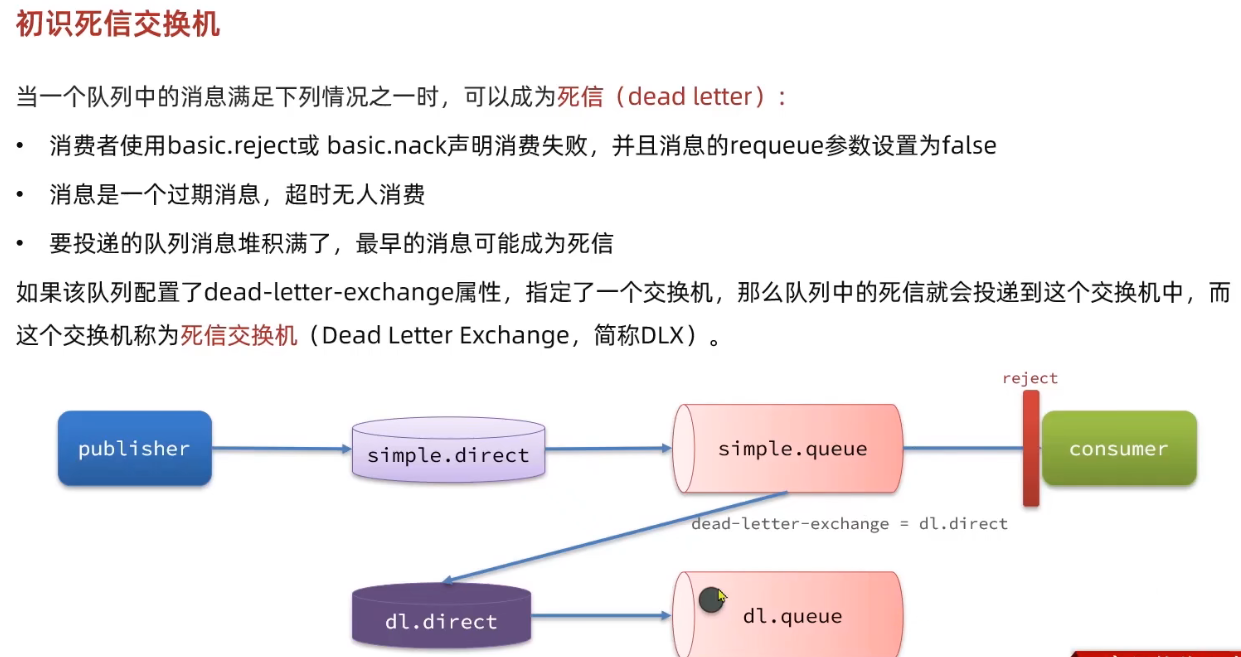 初识死信交换机
当一个队列中的消息满足下列情况之一时，可以成为死信（dead letter）：
• 消费者使用basic.reject或 basic.nack声明消费失败，并且消息的requeue参数设置为false
• 消息是一个过期消息，超时无人消费
• 要投递的队列消息堆积满了，最早的消息可能成为死信
如果该队列配置了dead-letter-exchange属性，指定了一个交换机，那么队列中的死信就会投递到这个交换机中，而
这个交换机称为死信交换机（Dead Letter Exchange，简称DLX）。
reject
publisher
simple.direct
simple.queue
consumer
dead-letter-exchange = dl.direct
dl.direct
dl.queue